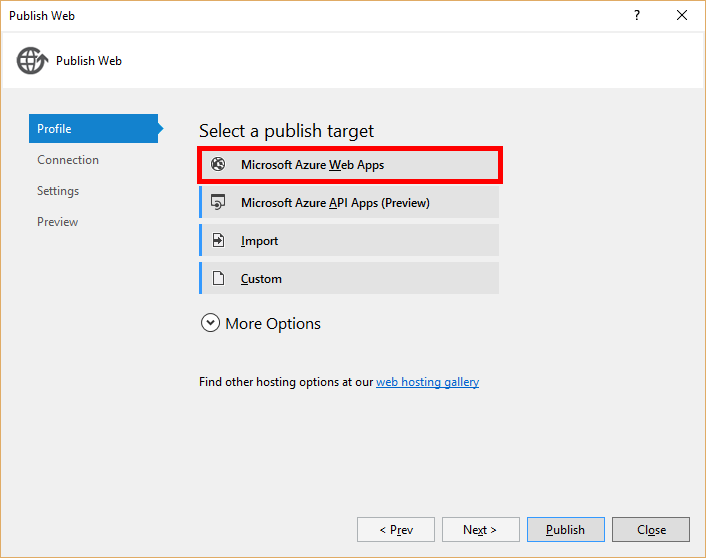 Publish Web
?
Publish Web
Profile
Connection
Settings
Preview
Select a publish target
Microsoft Azure Web Apps
Microsoft Azure API Apps (Preview)
Import
Custom
More Options
Find other hosting options at our web hosting gallery
< Prev
Next >
Publish
Close